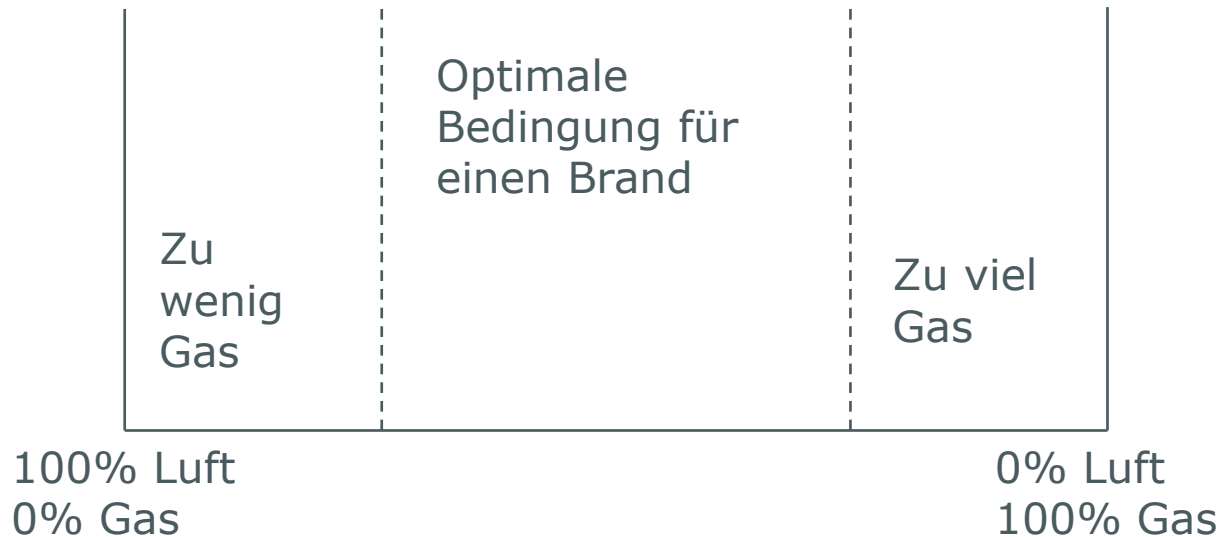 Optimale
Bedingung für
einen Brand
Zu
wenig
Gas
Zu viel
Gas
100% Luft
0% Gas
0% Luft
100% Gas